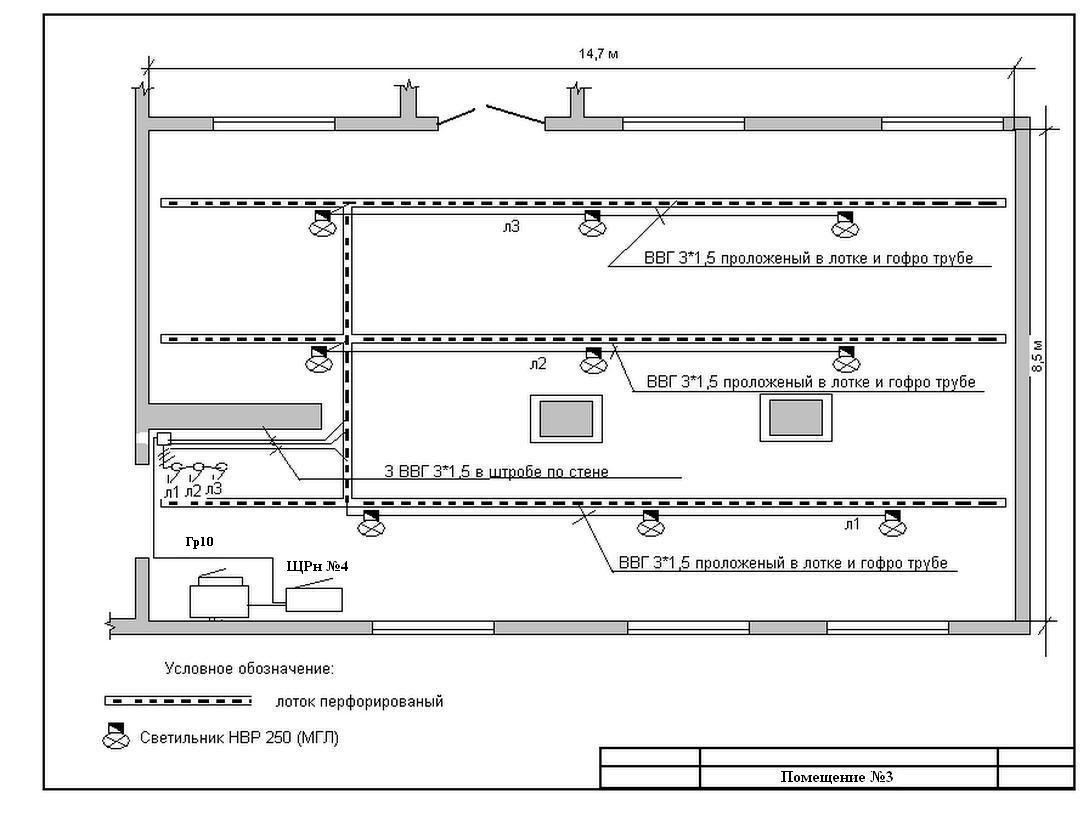 14,7 м
л3
ВВГ 3*1,5 проложеный в лотке и гофро трубе
8,5 м
л2
ВВГ 3*1,5 проложеный в лотке и гофро трубе
3 ВВГ 3*1,5 в штробе по стене
л1 л2 л3
л1
Гр10
ВВГ 3*1,5 проложеный в лотке и гофро трубе
ЩРн №4
Условное обозначение:
лоток перфорированый
Светильник НВР 250 (МГЛ)
Помещение №3